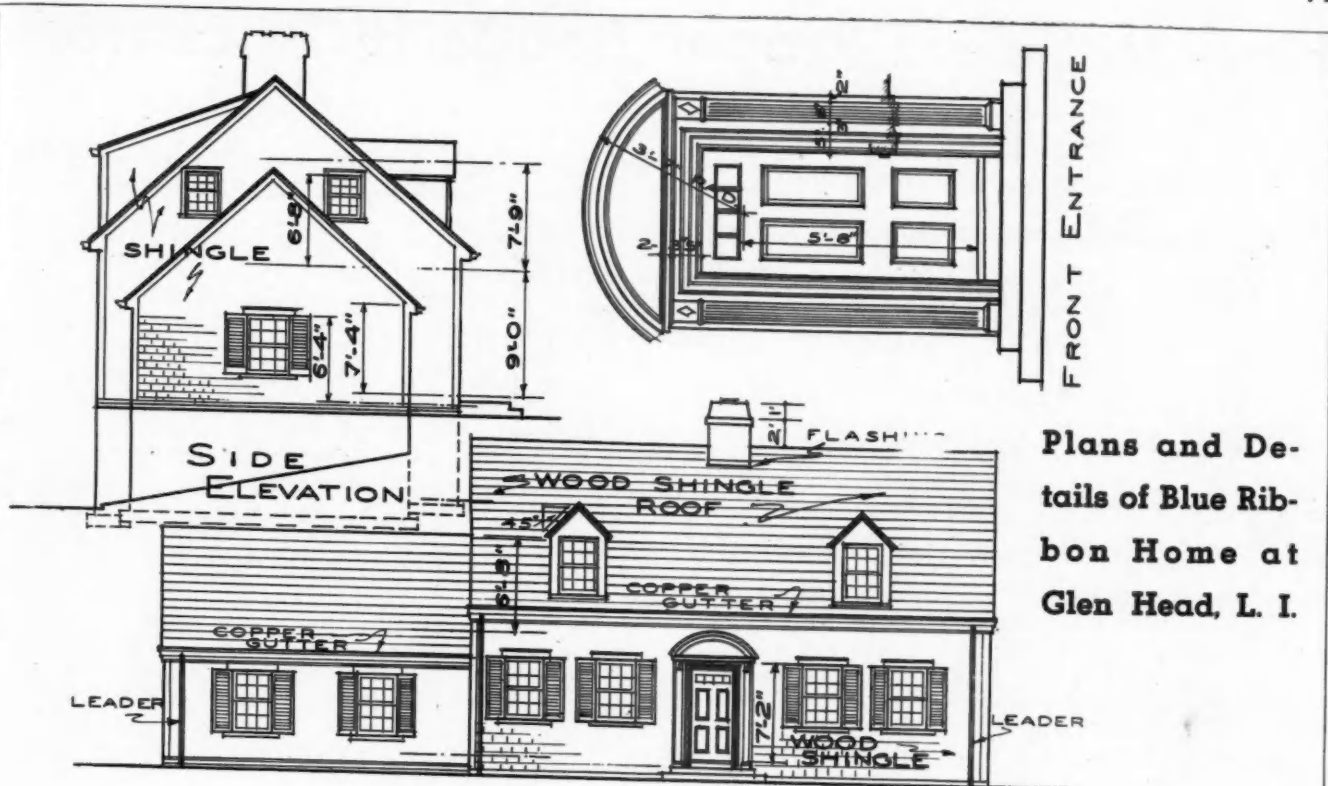 SHINGLE
6'-8"
7'-9"
9'-0"
6'-4"
7'-4"
SIDE
ELEVATION
2"
3"
5'-8"
FRONT ENTRANCE
Plans and De-
tails of Blue Rib-
bon Home at
Glen Head, L. I.
2' 1'
WOOD SHINGLE
ROOF
45°
6'-8"
COPPER
GUTTER
COPPER
GUTTER
LEADER
7'-2"
WOOD
SHINGLE
LEADER